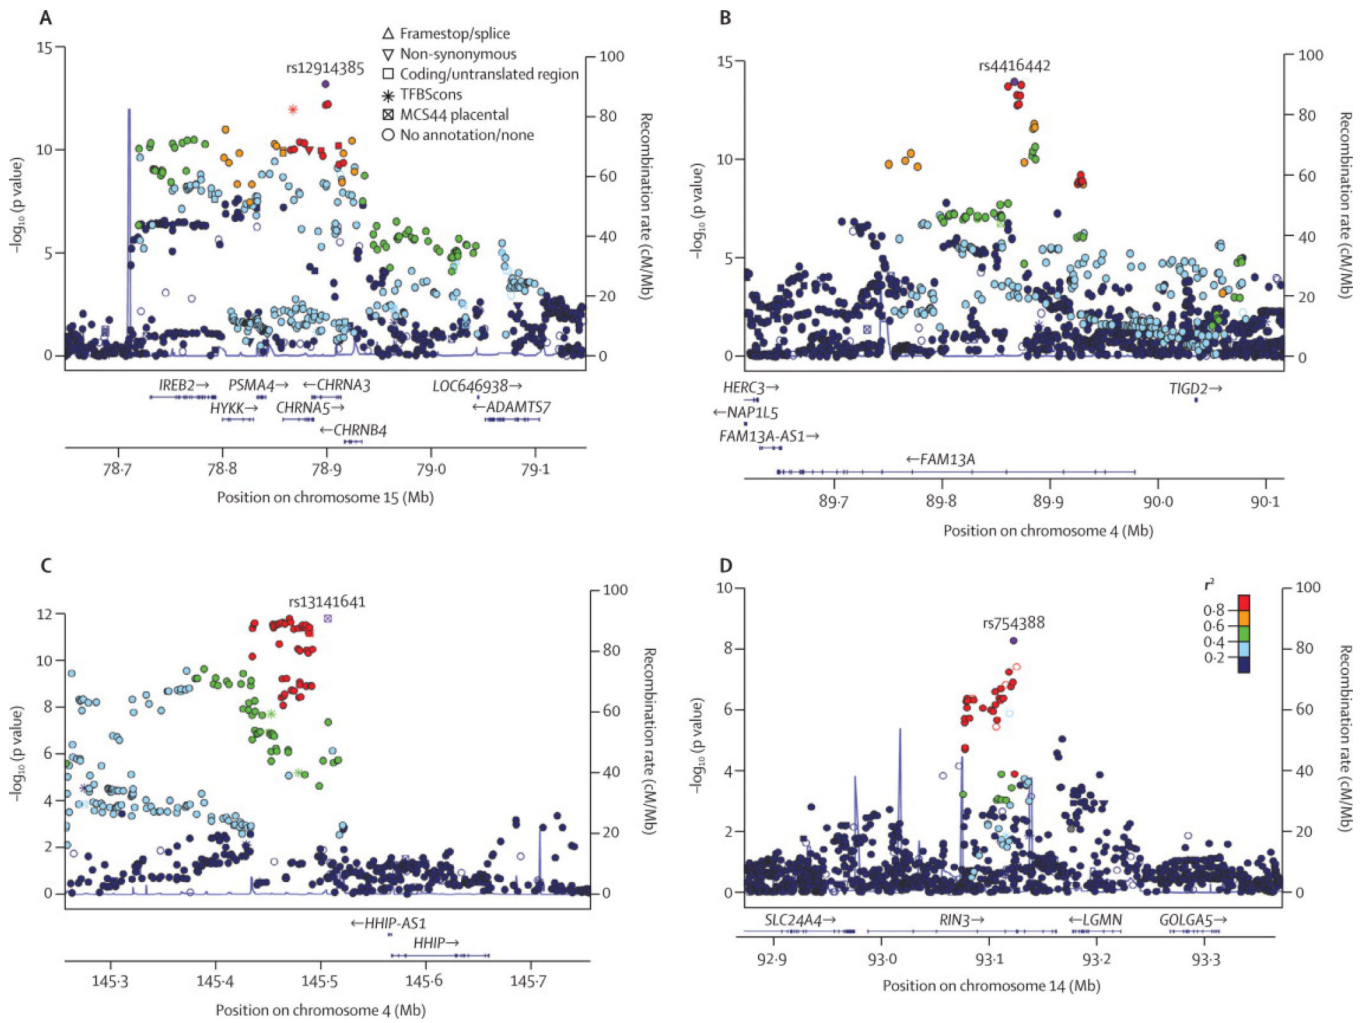 A
15
10
5
0
–log10 (p value)
rs12914385
Framestop/splice
Non-synonymous
Coding/untranslated region
TFBScons
MCS44 placental
No annotation/none
100
80
60
40
20
0
Recombination rate (cM/Mb)
IREB2→
PSMA4→
←CHRNA3
LOC646938→
HYKK→
CHRNA5→
←ADAMTS7
←CHRNB4
78·7
78·8
78·9
79·0
79·1
Position on chromosome 15 (Mb)
B
15
10
5
0
–log10 (p value)
rs4416442
100
80
60
40
20
0
Recombination rate (cM/Mb)
HERC3→
TIGD2→
←NAP1L5
FAM13A-AS1→
←FAM13A
89·7
89·8
89·9
90·0
90·1
Position on chromosome 4 (Mb)
C
12
10
8
6
4
2
0
–log10 (p value)
rs13141641
100
80
60
40
20
0
Recombination rate (cM/Mb)
←HHIP-AS1
HHIP→
145·3
145·4
145·5
145·6
145·7
Position on chromosome 4 (Mb)
D
10
8
6
4
2
0
–log10 (p value)
rs754388
r2
0·8
0·6
0·4
0·2
100
80
60
40
20
0
Recombination rate (cM/Mb)
SLC24A4→
RIN3→
←LGMN
GOLGA5→
92·9
93·0
93·1
93·2
93·3
Position on chromosome 14 (Mb)